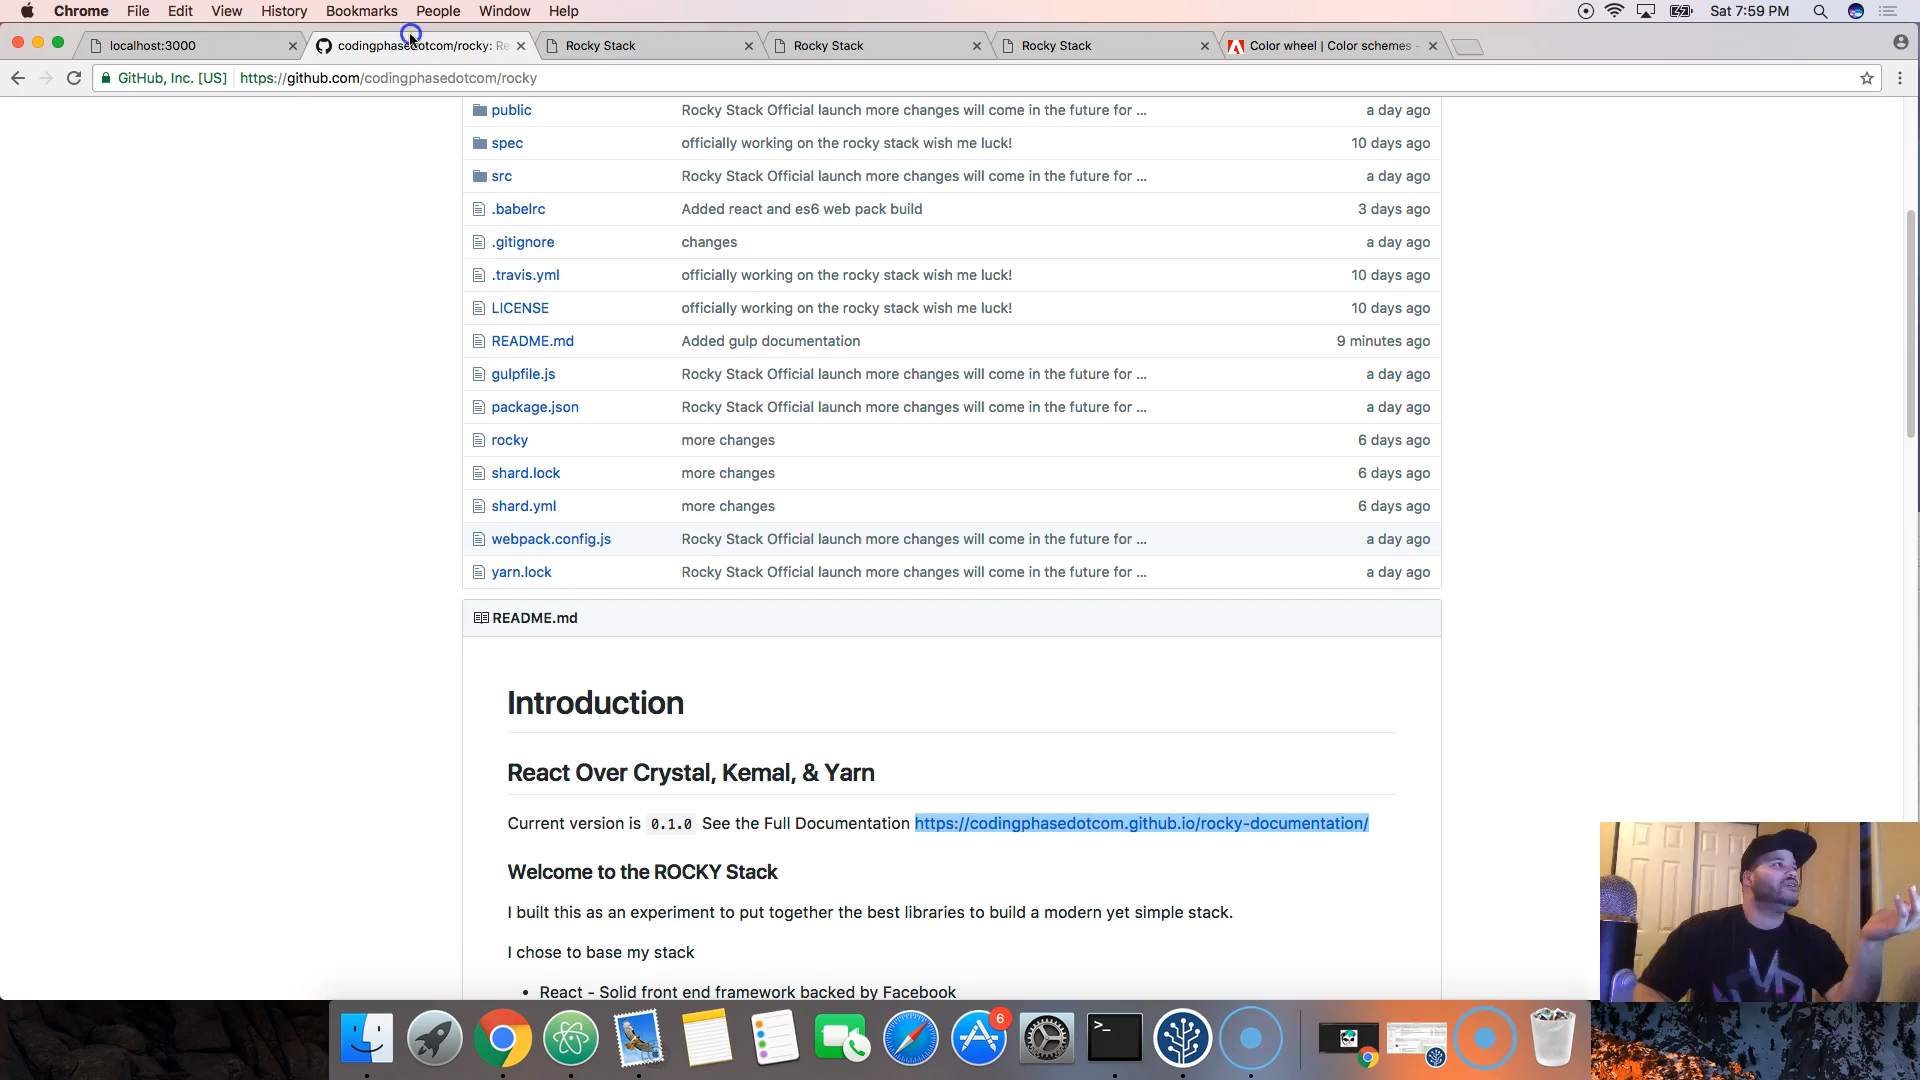 Chrome File Edit View History Bookmarks People Window Help Sat 7:59 PM
localhost:3000 codingphasedotcom/rocky: Re Rocky Stack Rocky Stack Rocky Stack Color wheel | Color schemes -
GitHub, Inc. [US] https://github.com/codingphasedotcom/rocky
public Rocky Stack Official launch more changes will come in the future for ... a day ago
spec officially working on the rocky stack wish me luck! 10 days ago
src Rocky Stack Official launch more changes will come in the future for ... a day ago
.babelrc Added react and es6 web pack build 3 days ago
.gitignore changes a day ago
.travis.yml officially working on the rocky stack wish me luck! 10 days ago
LICENSE officially working on the rocky stack wish me luck! 10 days ago
README.md Added gulp documentation 9 minutes ago
gulpfile.js Rocky Stack Official launch more changes will come in the future for ... a day ago
package.json Rocky Stack Official launch more changes will come in the future for ... a day ago
rocky more changes 6 days ago
shard.lock more changes 6 days ago
shard.yml more changes 6 days ago
webpack.config.js Rocky Stack Official launch more changes will come in the future for ... a day ago
yarn.lock Rocky Stack Official launch more changes will come in the future for ... a day ago
README.md
Introduction
React Over Crystal, Kemal, & Yarn
Current version is 0.1.0 See the Full Documentation https://codingphasedotcom.github.io/rocky-documentation/
Welcome to the ROCKY Stack
I built this as an experiment to put together the best libraries to build a modern yet simple stack.
I chose to base my stack
• React - Solid front end framework backed by Facebook
6
>_